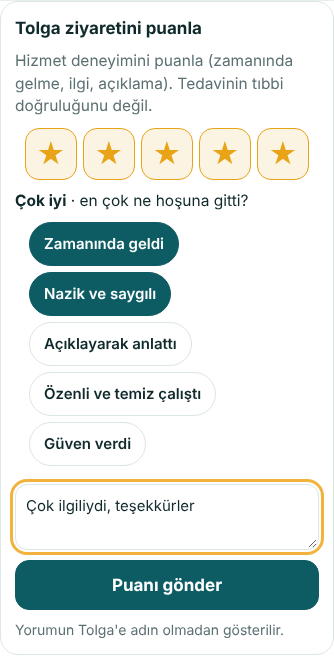 Tolga ziyaretini puanla
Hizmet deneyimini puanla (zamanında
gelme, ilgi, açıklama). Tedavinin tıbbi
doğruluğunu değil.
Çok iyi · en çok ne hoşuna gitti?
Zamanında geldi
Nazik ve saygılı
Açıklayarak anlattı
Özenli ve temiz çalıştı
Güven verdi
Çok ilgiliydi, teşekkürler
Puanı gönder
Yorumun Tolga'e adın olmadan gösterilir.